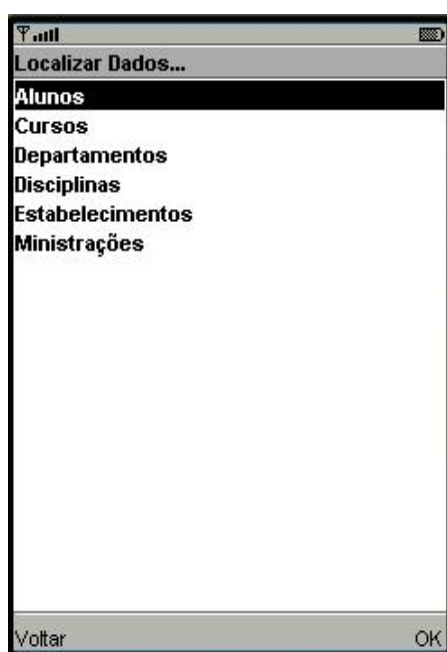 Localizar Dados...
Alunos
Cursos
Departamentos
Disciplinas
Estabelecimentos
Ministrações
Voltar OK